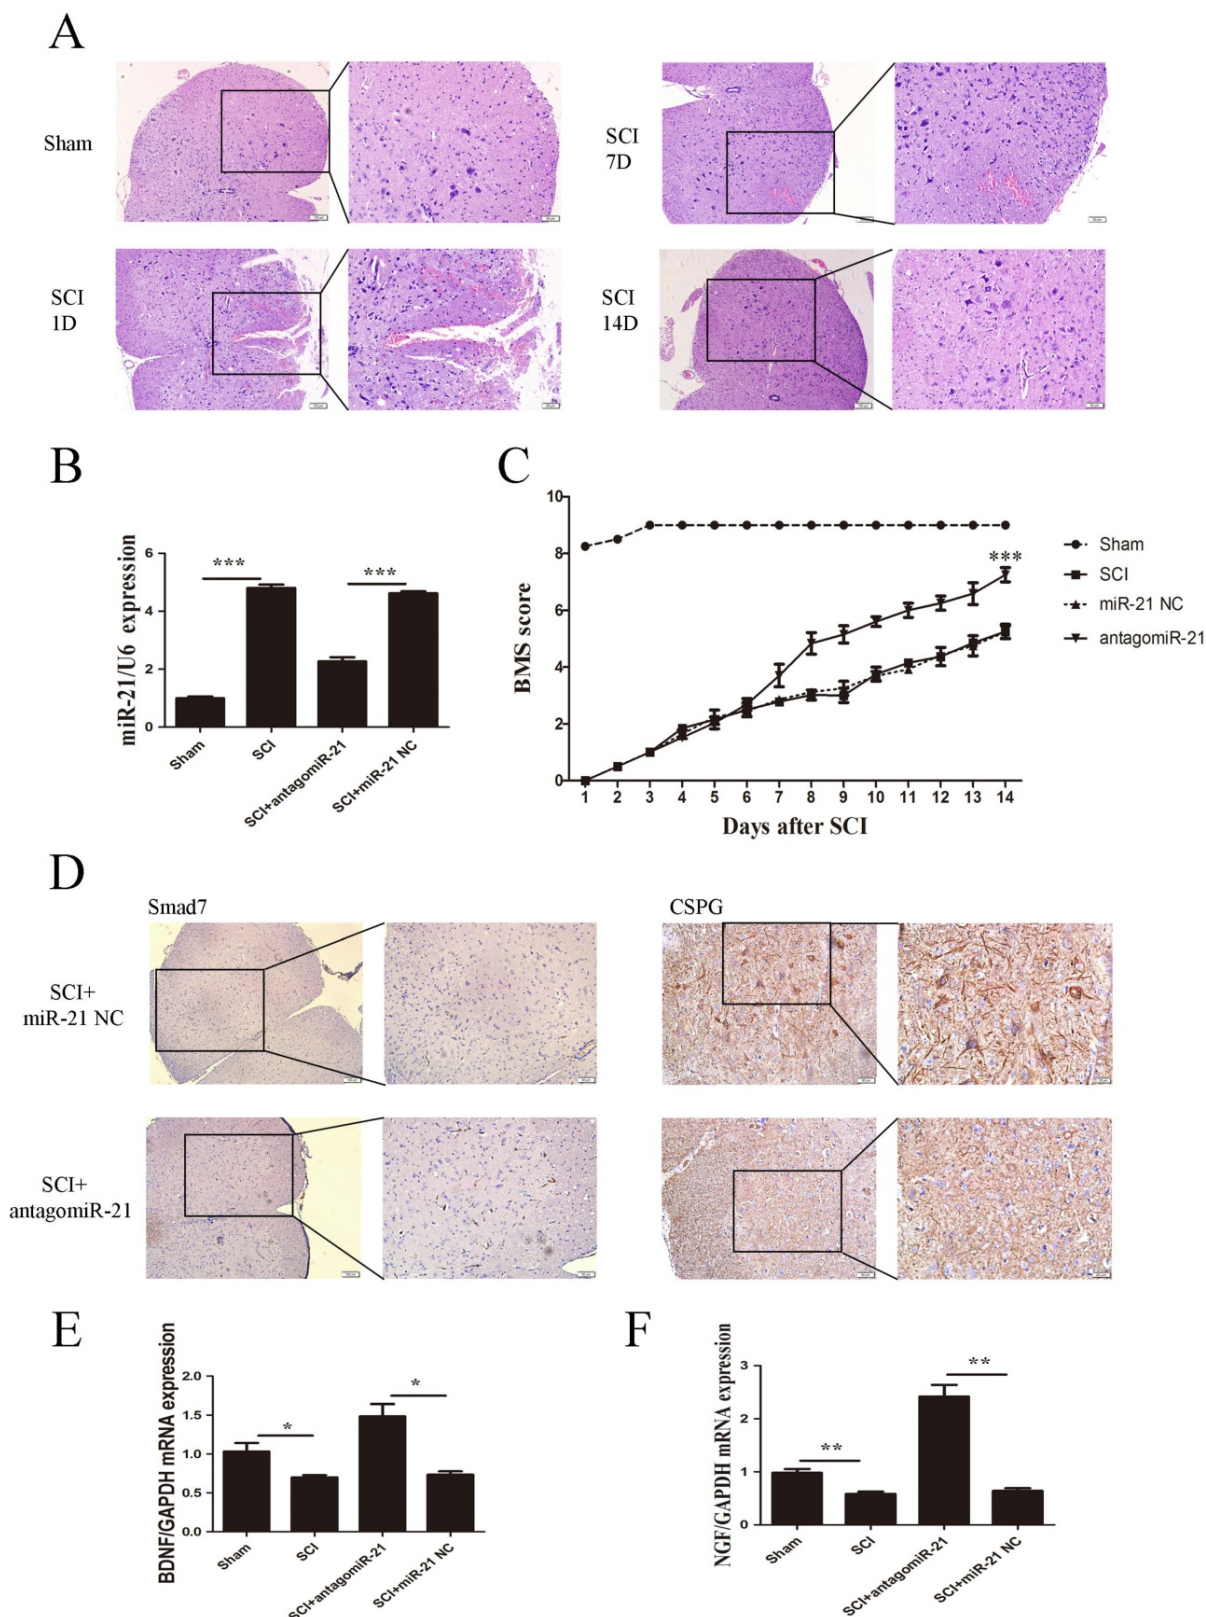 A
Sham
SCI
7D
SCI
1D
SCI
14D
B
miR-21/U6 expression
6
4
2
0
***
***
Sham
SCI
SCI+antagomiR-21
SCI+miR-21 NC
C
BMS score
10
8
6
4
2
0
***
1 2 3 4 5 6 7 8 9 10 11 12 13 14
Days after SCI
Sham
SCI
miR-21 NC
antagomiR-21
D
Smad7
CSPG
SCI+
miR-21 NC
SCI+
antagomiR-21
E
BDNF/GAPDH mRNA expression
2.0
1.5
1.0
0.5
0.0
*
*
Sham
SCI
SCI+antagomiR-21
SCI+miR-21 NC
F
NGF/GAPDH mRNA expression
3
2
1
0
**
**
Sham
SCI
SCI+antagomiR-21
SCI+miR-21 NC